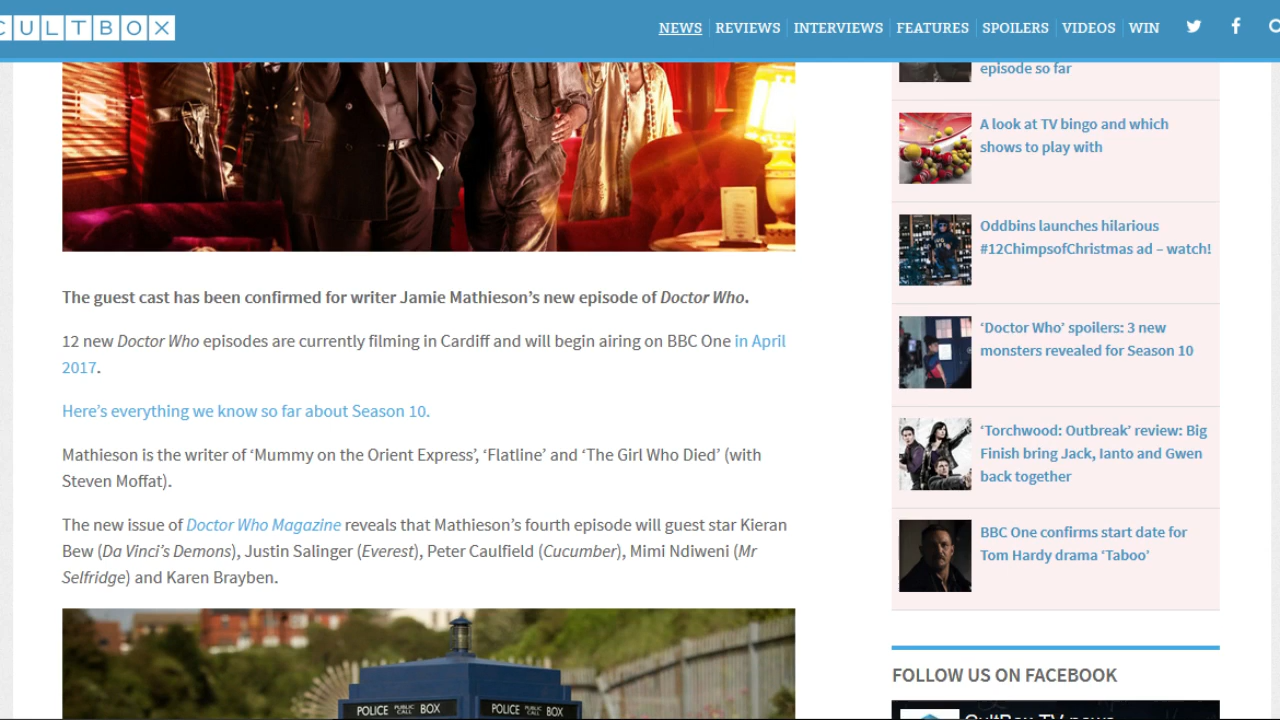 CULTBOX
NEWS
REVIEWS
INTERVIEWS
FEATURES
SPOILERS
VIDEOS
WIN
The guest cast has been confirmed for writer Jamie Mathieson’s new episode of Doctor Who.
12 new Doctor Who episodes are currently filming in Cardiff and will begin airing on BBC One in April
2017.
Here’s everything we know so far about Season 10.
Mathieson is the writer of ‘Mummy on the Orient Express’, ‘Flatline’ and ‘The Girl Who Died’ (with
Steven Moffat).
The new issue of Doctor Who Magazine reveals that Mathieson’s fourth episode will guest star Kieran
Bew (Da Vinci’s Demons), Justin Salinger (Everest), Peter Caulfield (Cucumber), Mimi Ndiweni (Mr
Selfridge) and Karen Brayben.
POLICE PUBLIC CALL BOX
POLICE PUBLIC CALL BOX
episode so far
A look at TV bingo and which
shows to play with
Oddbins launches hilarious
#12ChimpsofChristmas ad – watch!
‘Doctor Who’ spoilers: 3 new
monsters revealed for Season 10
‘Torchwood: Outbreak’ review: Big
Finish bring Jack, Ianto and Gwen
back together
BBC One confirms start date for
Tom Hardy drama ‘Taboo’
FOLLOW US ON FACEBOOK
CultBox TV news